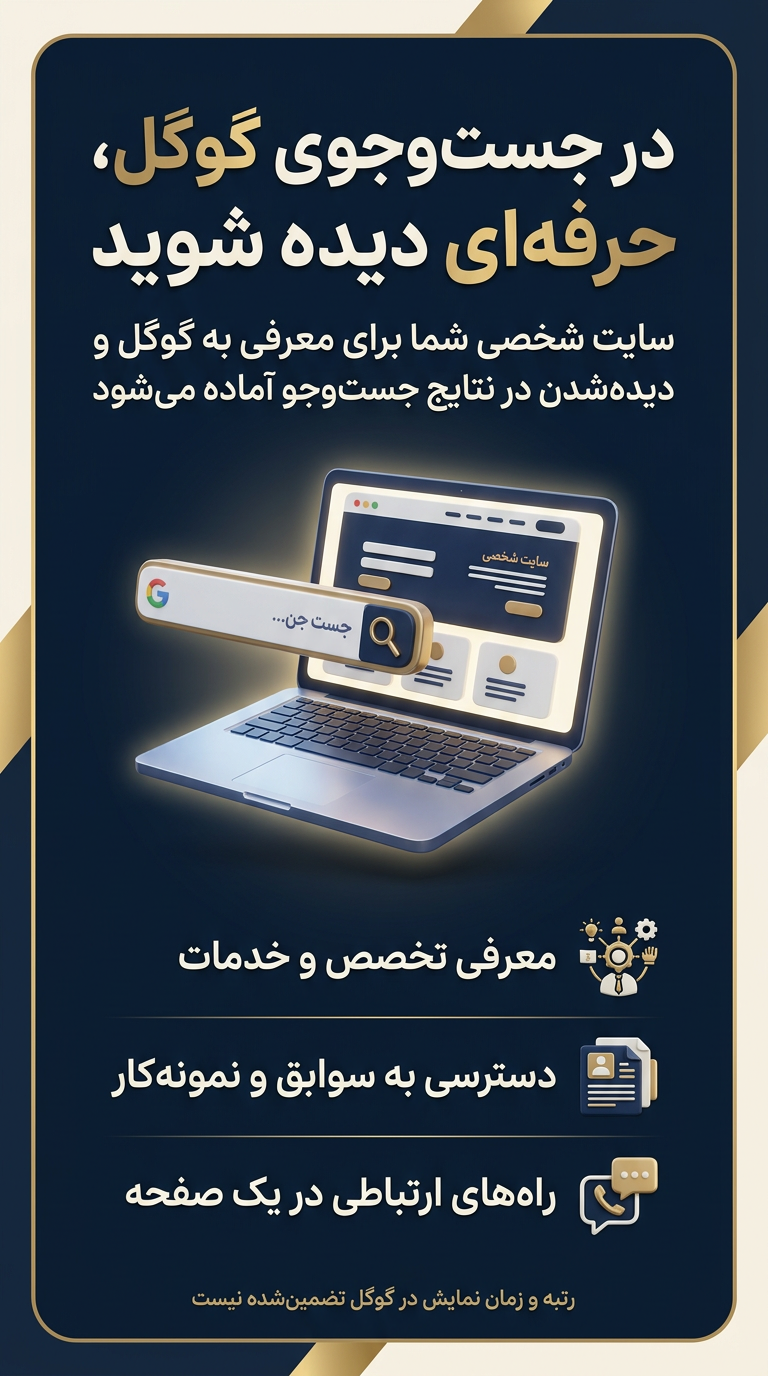 در جست‌وجوی گوگل،
حرفه‌ای دیده شوید
سایت شخصی شما برای معرفی به گوگل و
دیده‌شدن در نتایج جست‌وجو آماده می‌شود
سایت شخصی
G
جست جن...
معرفی تخصص و خدمات
دسترسی به سوابق و نمونه‌کار
راه‌های ارتباطی در یک صفحه
رتبه و زمان نمایش در گوگل تضمین‌شده نیست